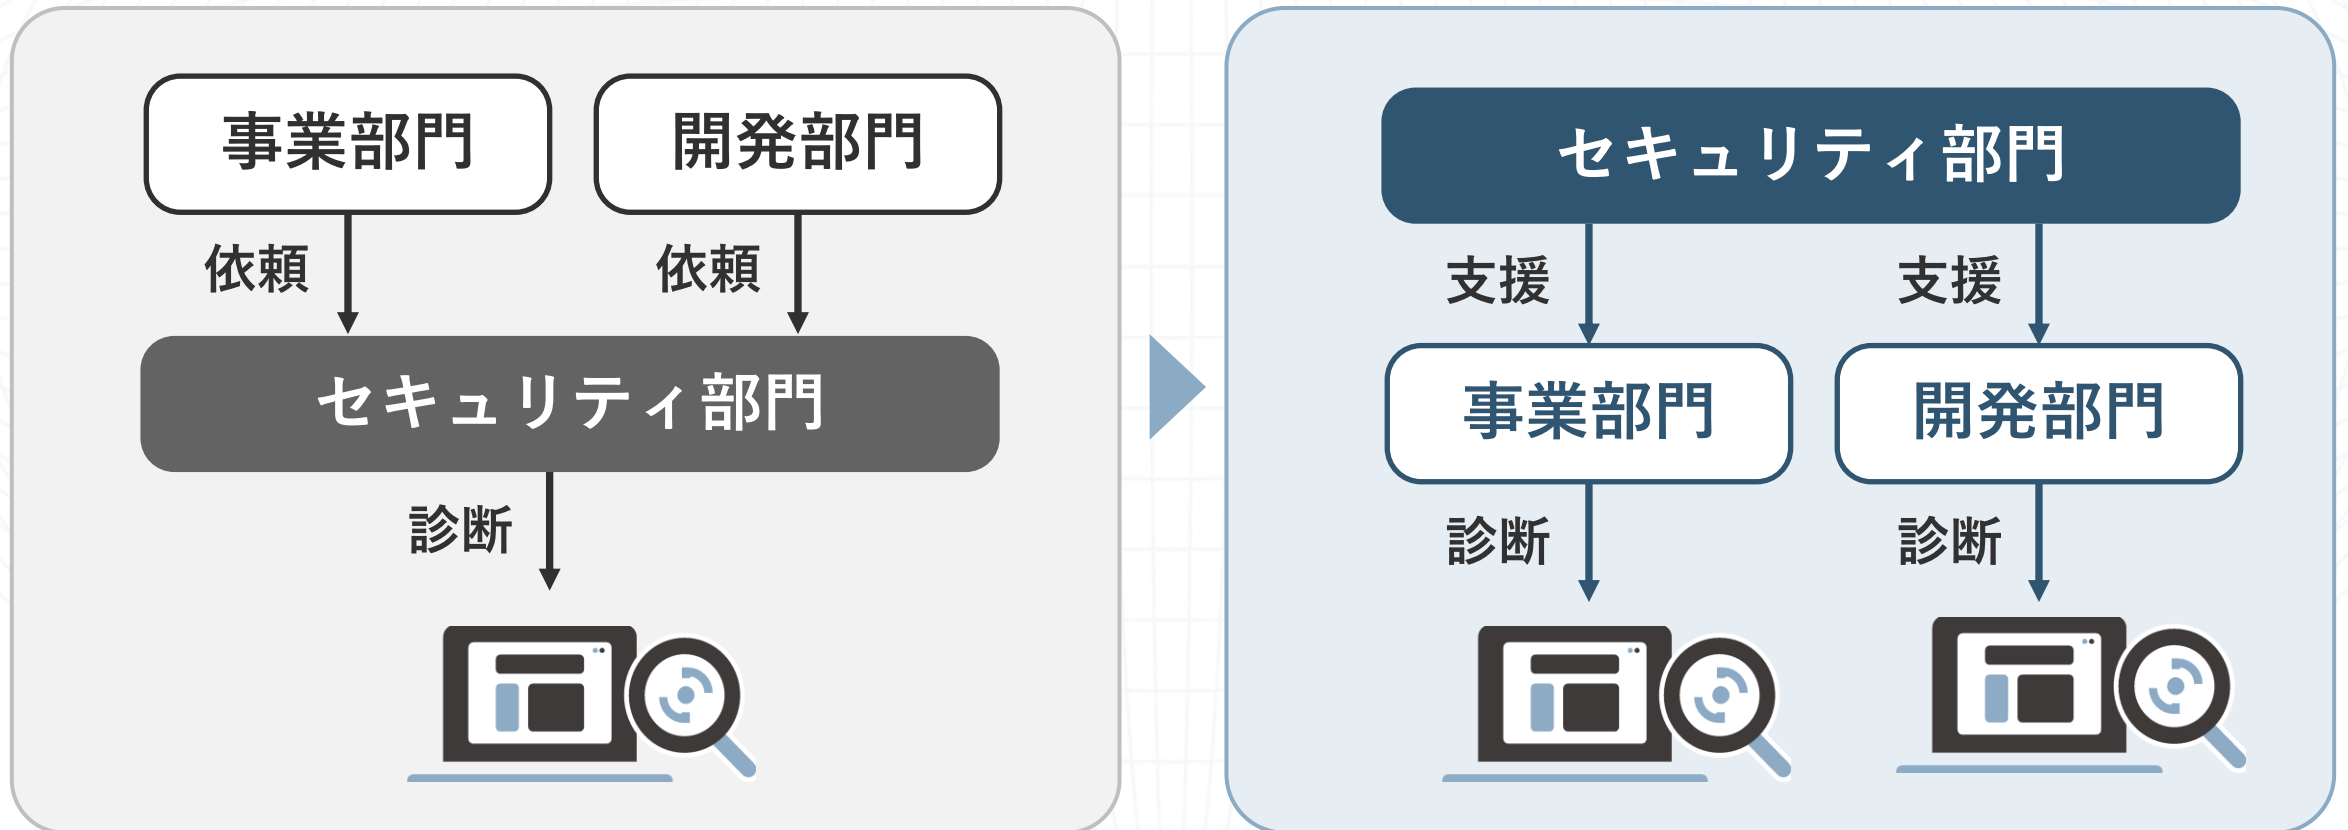 事業部門
開発部門
依頼
依頼
セキュリティ部門
診断
セキュリティ部門
支援
支援
事業部門
開発部門
診断
診断